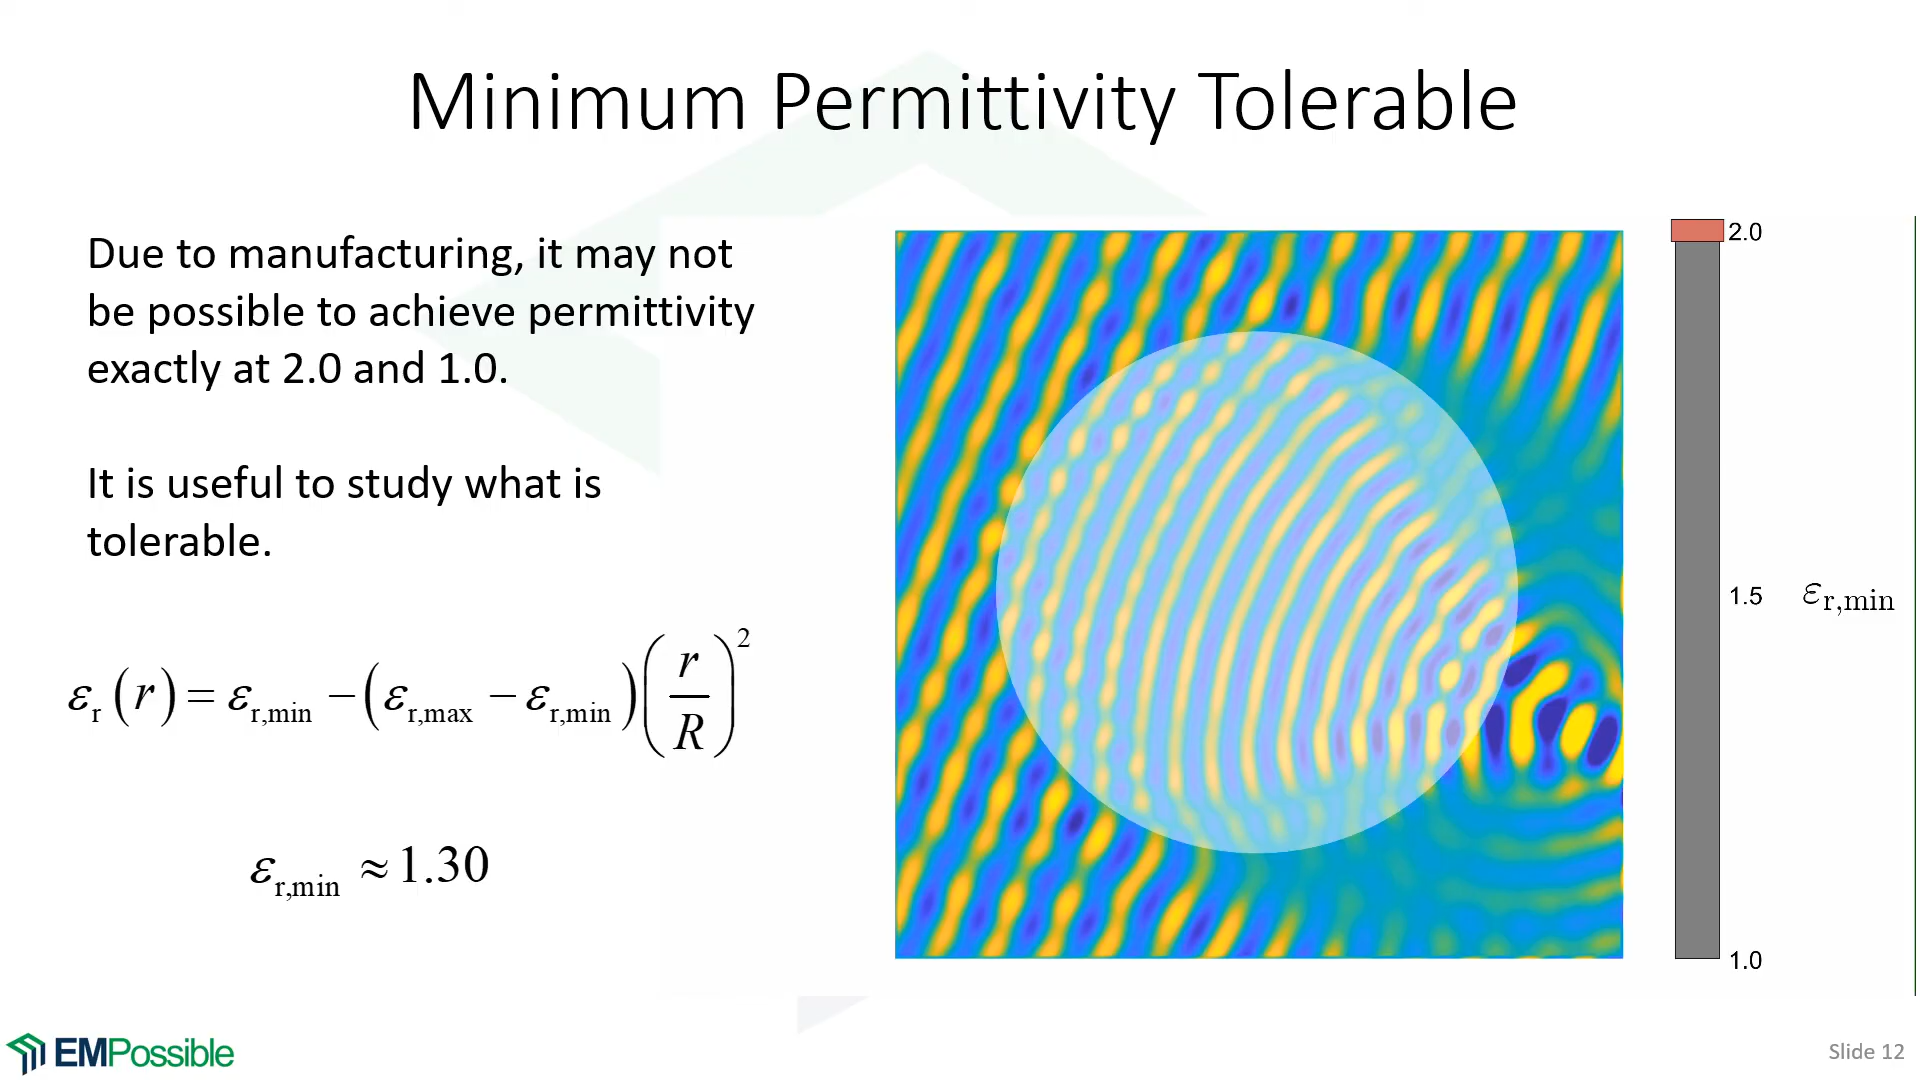 Minimum Permittivity Tolerable
Due to manufacturing, it may not
be possible to achieve permittivity
exactly at 2.0 and 1.0.
It is useful to study what is
tolerable.
εr(r) = εr,min − (εr,max − εr,min)(r/R)²
εr,min ≈ 1.30
2.0
1.5
εr,min
1.0
EMPossible
Slide 12